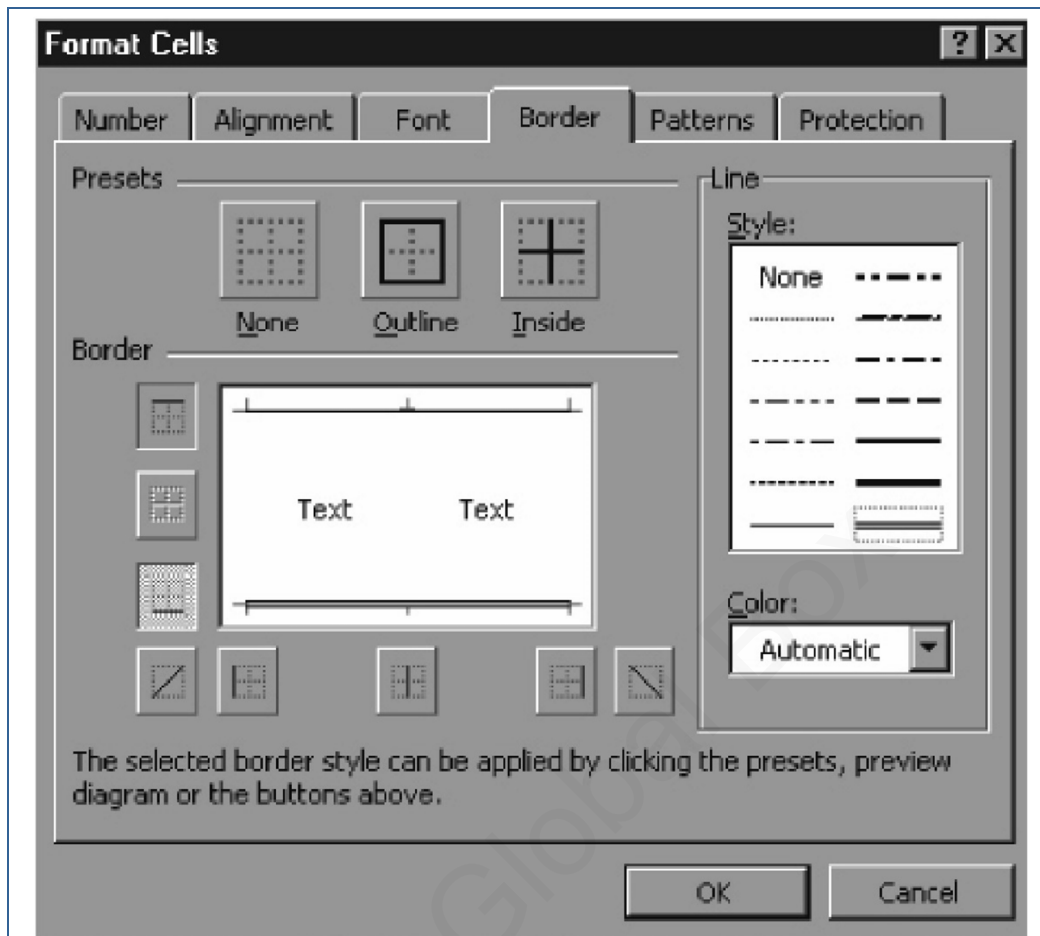 Format Cells
Number Alignment Font Border Patterns Protection
Presets
None Outline Inside
Border
Text Text
Line
Style:
None
Color:
Automatic
The selected border style can be applied by clicking the presets, preview
diagram or the buttons above.
OK Cancel
Global Box